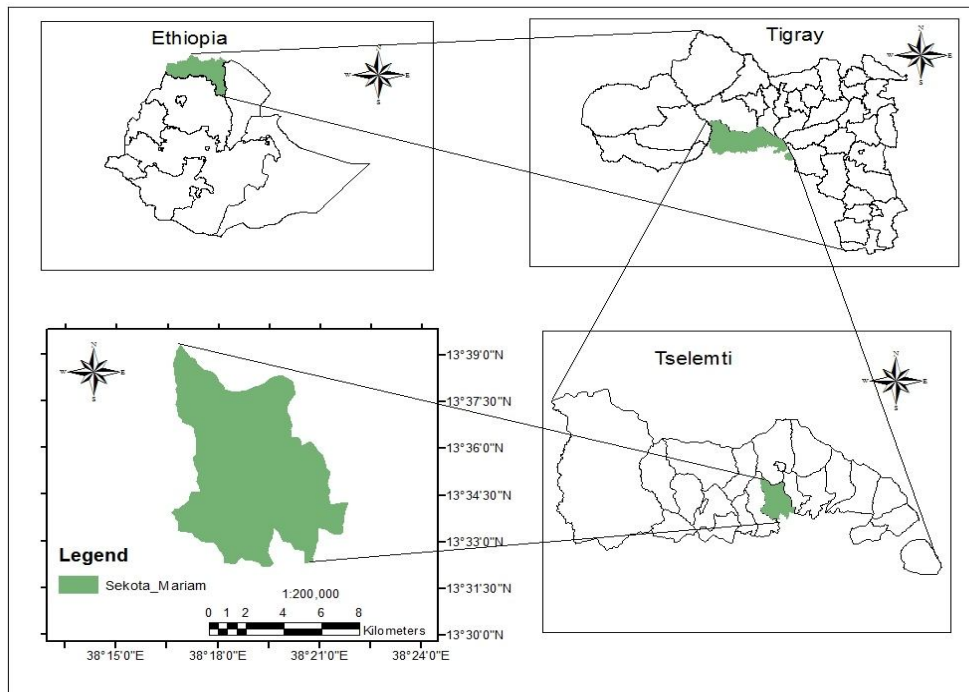 Ethiopia
N
W E
S
Tigray
N
W E
S
N
W E
S
13°39'0"N
13°37'30"N
13°36'0"N
13°34'30"N
13°33'0"N
13°31'30"N
13°30'0"N
Legend
Sekota_Mariam
1:200,000
0 1 2 4 6 8
Kilometers
38°15'0"E 38°18'0"E 38°21'0"E 38°24'0"E
Tselemti
N
W E
S